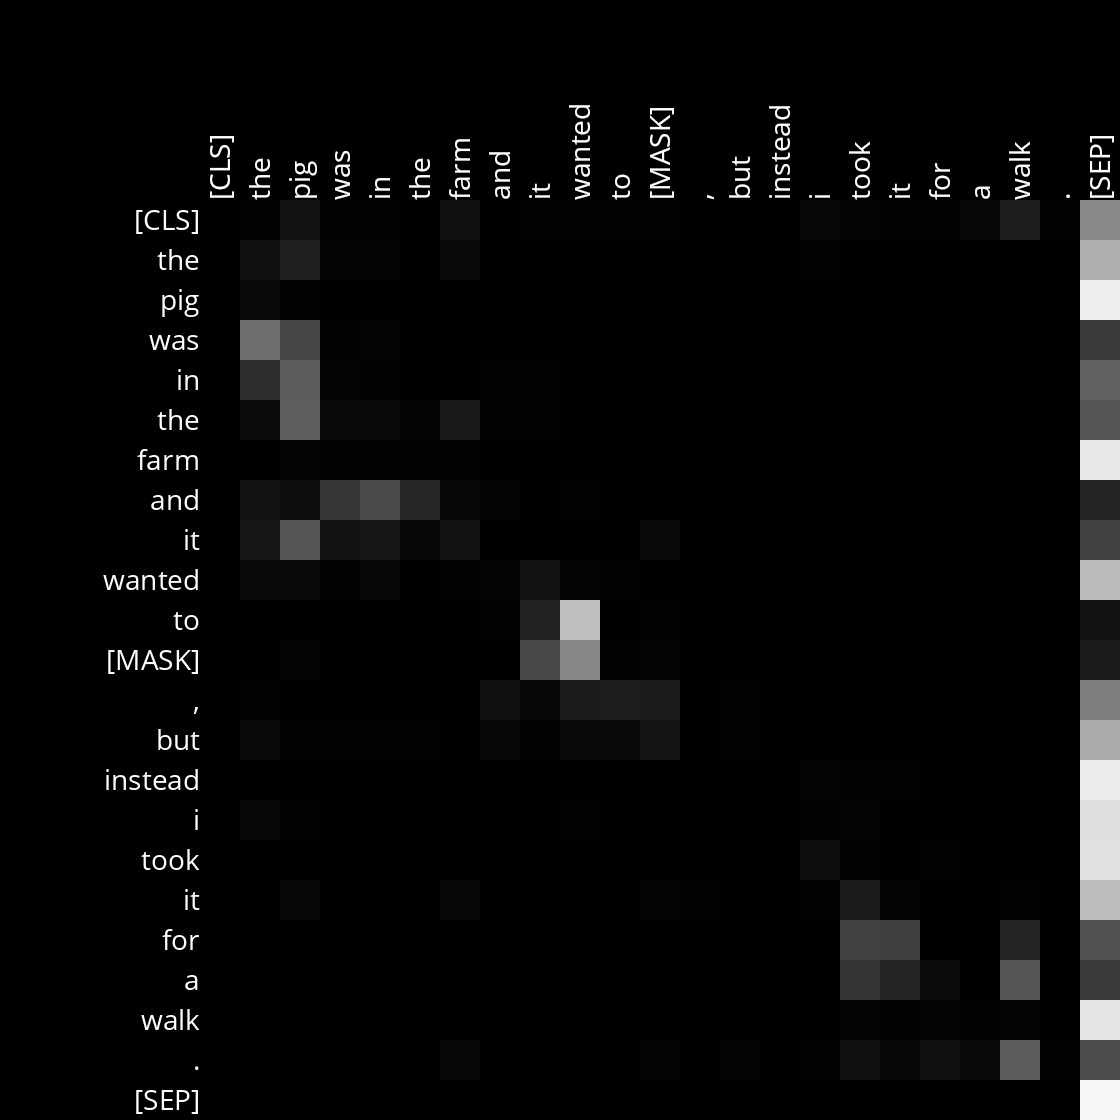 [CLS] the pig was in the farm and it wanted to [MASK] , but instead i took it for a walk . [SEP]
[CLS]
the
pig
was
in
the
farm
and
it
wanted
to
[MASK]
,
but
instead
i
took
it
for
a
walk
.
[SEP]